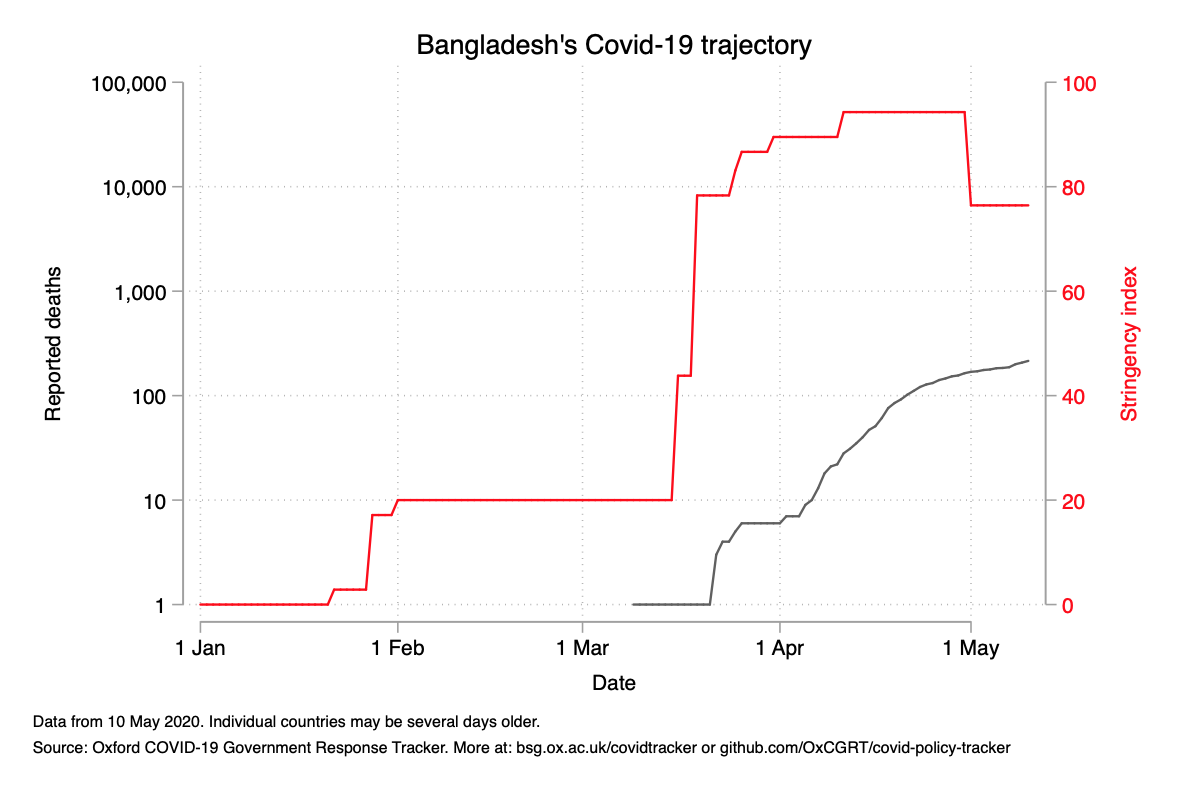 Bangladesh's Covid-19 trajectory
100,000
10,000
1,000
100
10
1
Reported deaths
100
80
60
40
20
0
Stringency index
1 Jan 1 Feb 1 Mar 1 Apr 1 May
Date
Data from 10 May 2020. Individual countries may be several days older.
Source: Oxford COVID-19 Government Response Tracker. More at: bsg.ox.ac.uk/covidtracker or github.com/OxCGRT/covid-policy-tracker